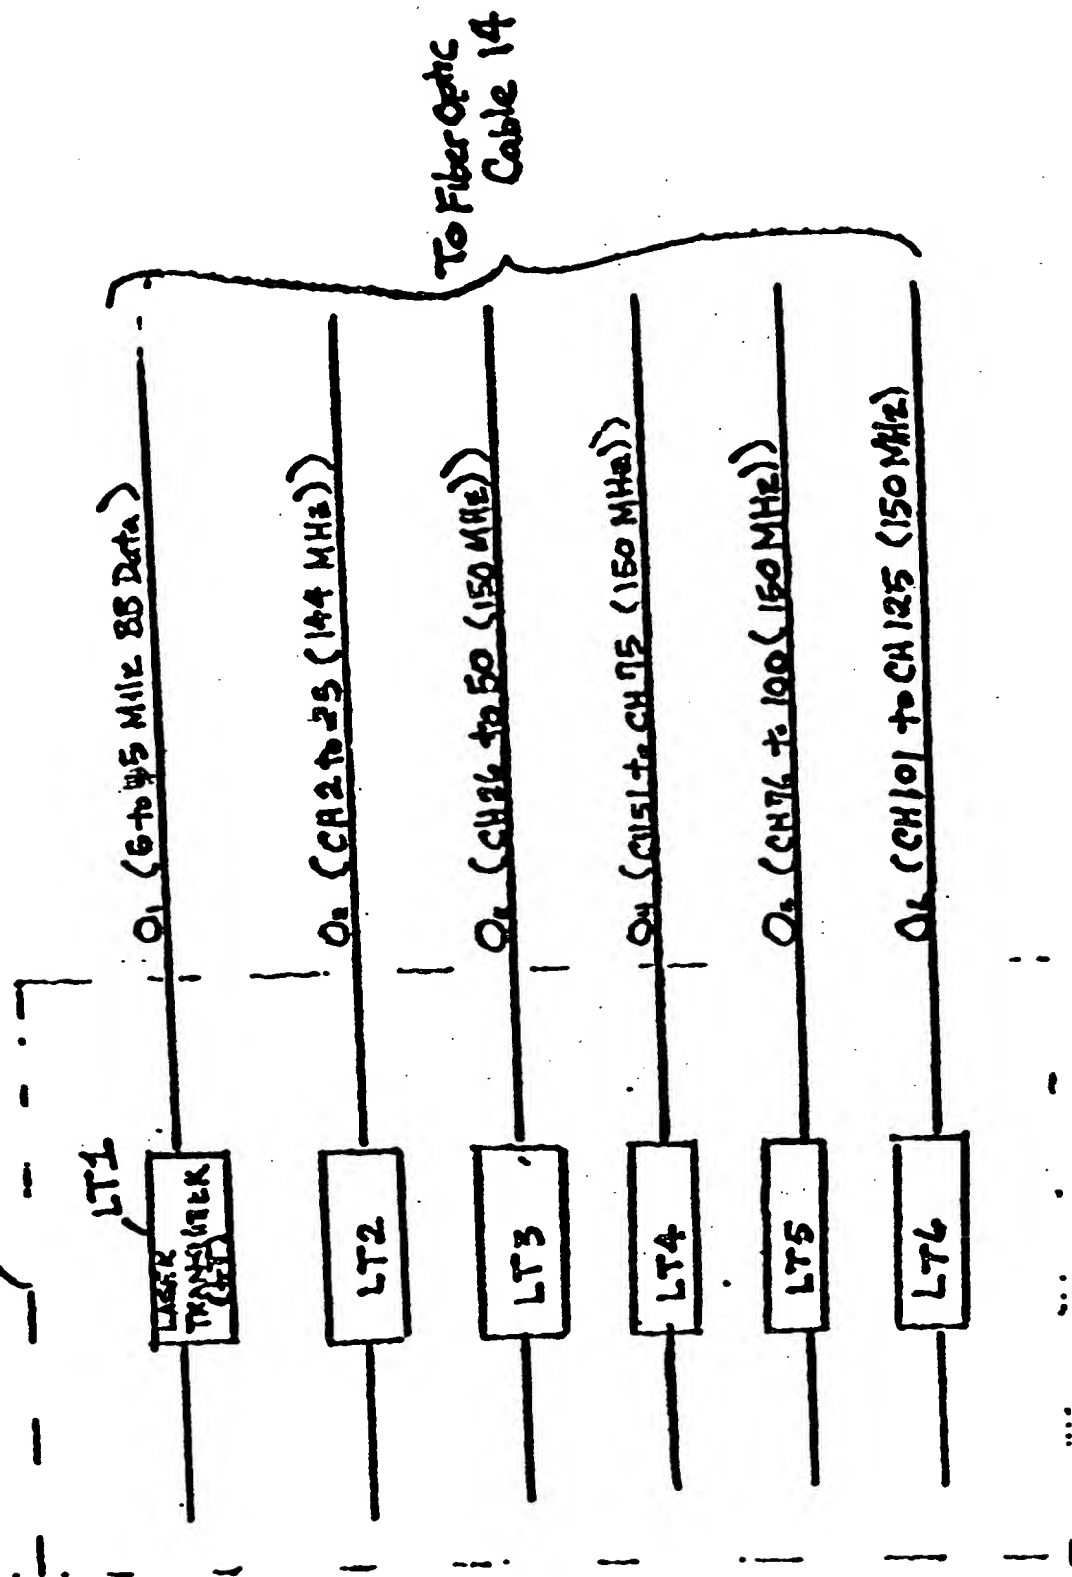 LT1
LASER
TRANSMITTER
(LT)
O1 (6 to 45 MHz BB Data)
LT2
O2 (CH2 to 25 (144 MHz))
LT3
O3 (CH26 to 50 (150 MHz))
LT4
O4 (CH51 to CH75 (150 MHz))
LT5
O5 (CH76 to 100 (150 MHz))
LT6
O6 (CH101 to CH125 (150 MHz)
To Fiber Optic
Cable 14